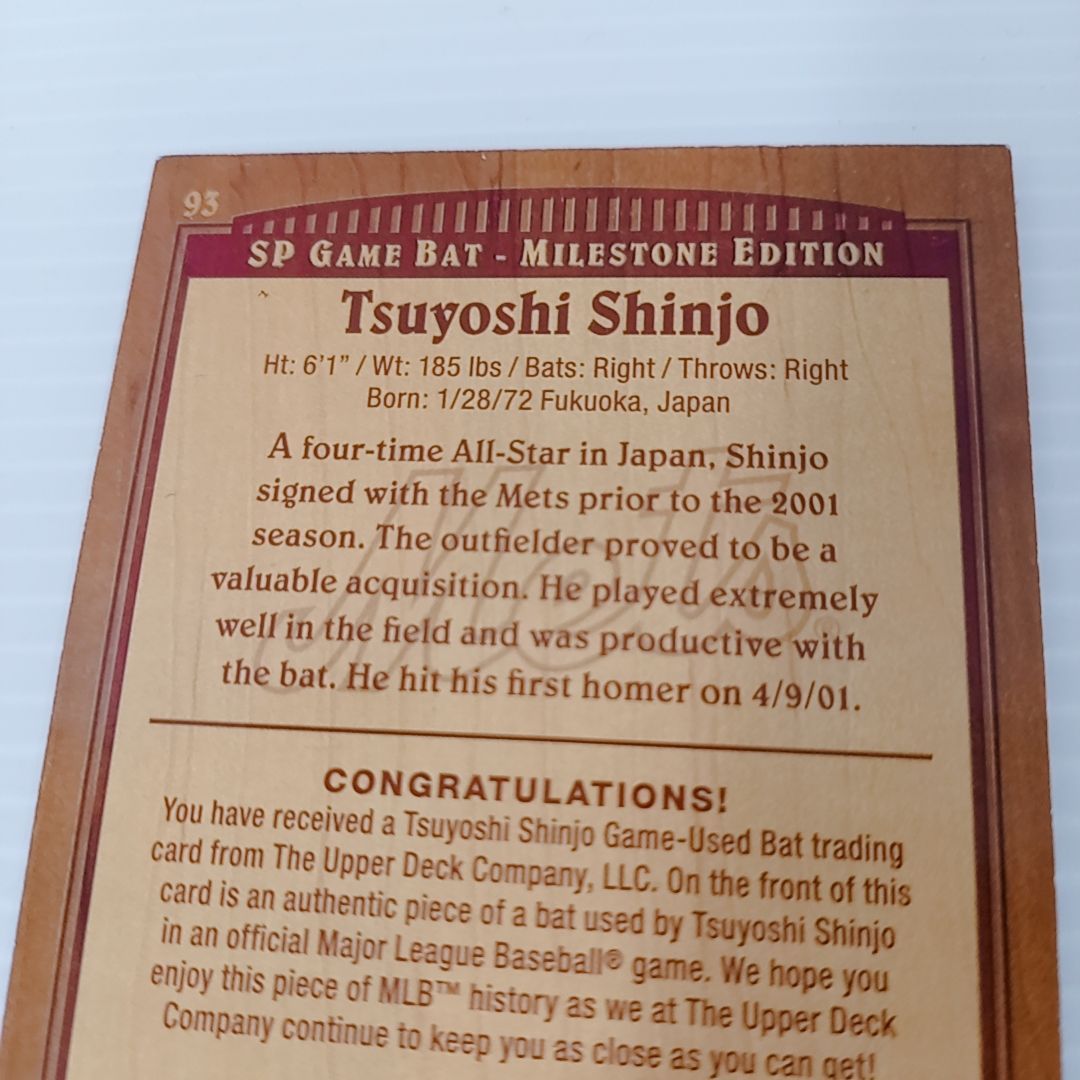 93
SP GAME BAT - MILESTONE EDITION
Tsuyoshi Shinjo
Ht: 6'1" / Wt: 185 lbs / Bats: Right / Throws: Right
Born: 1/28/72 Fukuoka, Japan
A four-time All-Star in Japan, Shinjo
signed with the Mets prior to the 2001
season. The outfielder proved to be a
valuable acquisition. He played extremely
well in the field and was productive with
the bat. He hit his first homer on 4/9/01.
Mets
CONGRATULATIONS!
You have received a Tsuyoshi Shinjo Game-Used Bat trading
card from The Upper Deck Company, LLC. On the front of this
card is an authentic piece of a bat used by Tsuyoshi Shinjo
in an official Major League Baseball® game. We hope you
enjoy this piece of MLB™ history as we at The Upper Deck
Company continue to keep you as close as you can get!